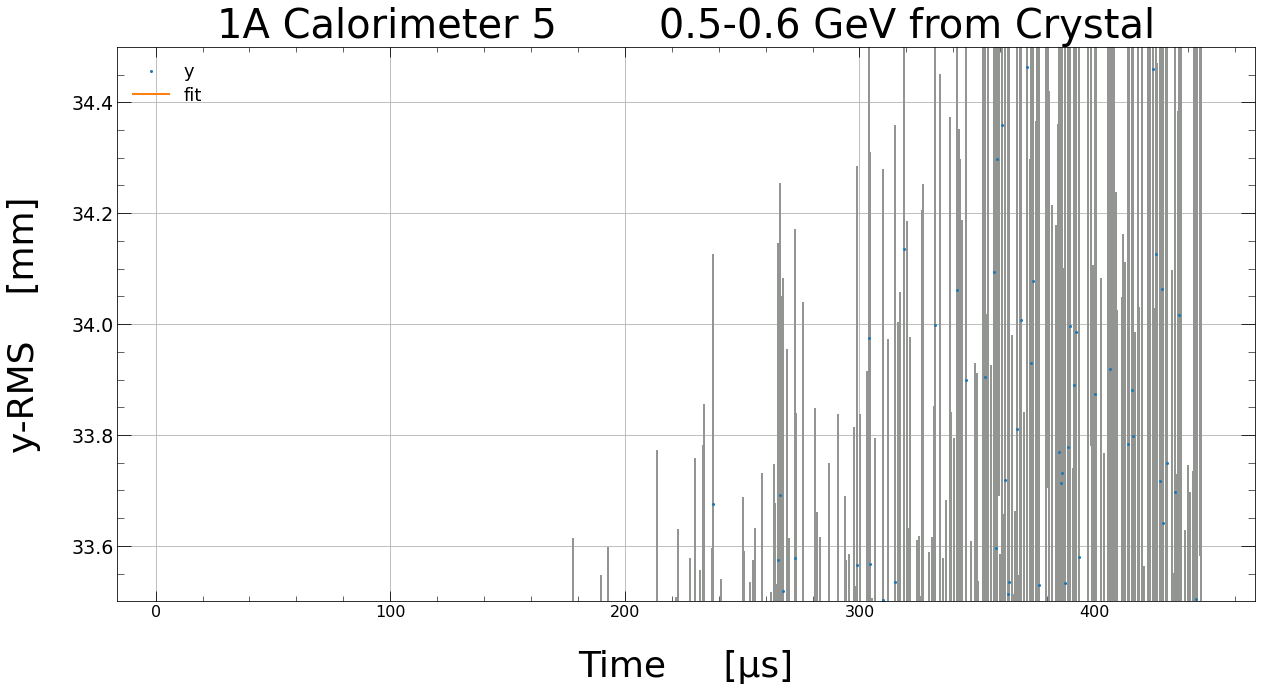 1A Calorimeter 5 0.5-0.6 GeV from Crystal
y
fit
34.4
34.2
34.0
33.8
33.6
y-RMS [mm]
0 100 200 300 400
Time [µs]